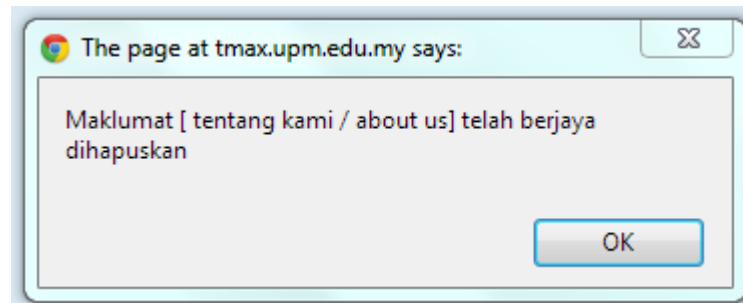 The page at tmax.upm.edu.my says:
Maklumat [ tentang kami / about us] telah berjaya
dihapuskan
OK